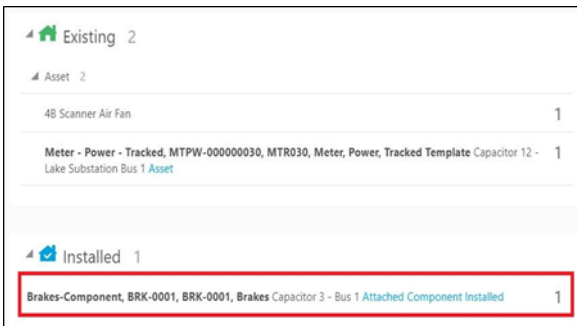 Existing 2
Asset 2
4B Scanner Air Fan 1
Meter - Power - Tracked, MTPW-000000030, MTR030, Meter, Power, Tracked Template Capacitor 12 - 1
Lake Substation Bus 1 Asset
Installed 1
Brakes-Component, BRK-0001, BRK-0001, Brakes Capacitor 3 - Bus 1 Attached Component Installed 1